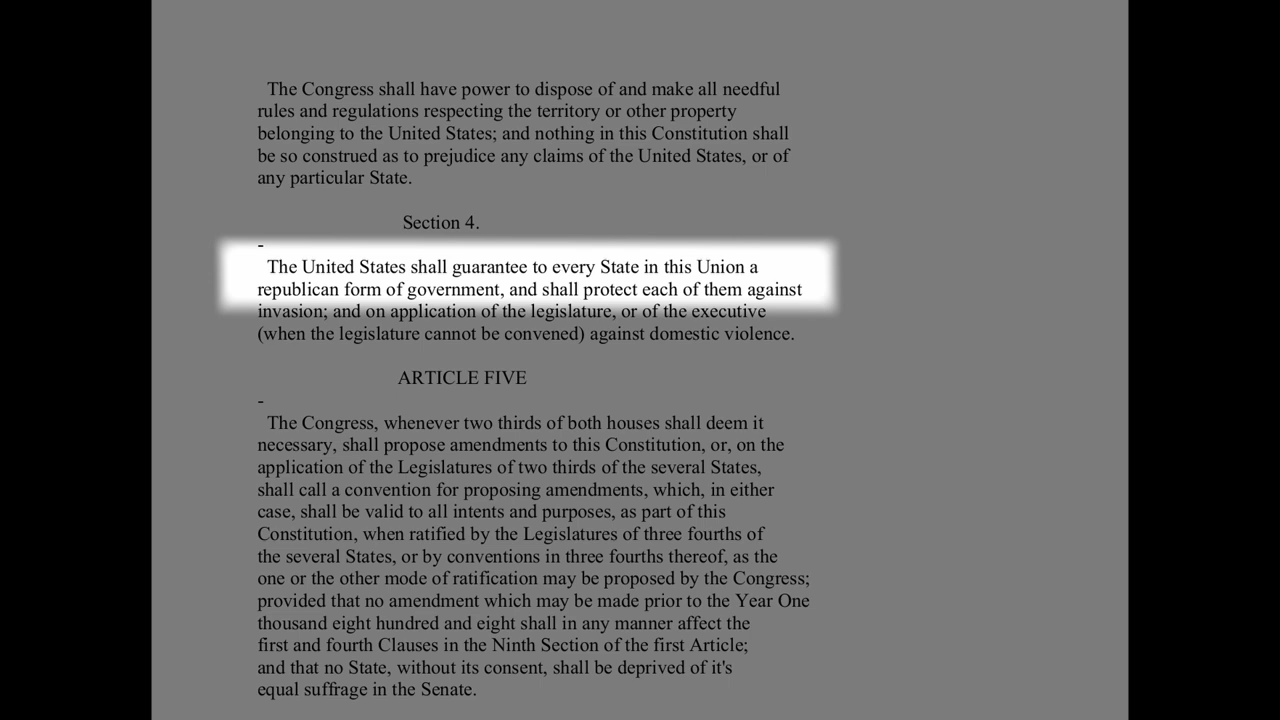 The Congress shall have power to dispose of and make all needful
rules and regulations respecting the territory or other property
belonging to the United States; and nothing in this Constitution shall
be so construed as to prejudice any claims of the United States, or of
any particular State.
Section 4.
-
The United States shall guarantee to every State in this Union a
republican form of government, and shall protect each of them against
invasion; and on application of the legislature, or of the executive
(when the legislature cannot be convened) against domestic violence.
ARTICLE FIVE
-
The Congress, whenever two thirds of both houses shall deem it
necessary, shall propose amendments to this Constitution, or, on the
application of the Legislatures of two thirds of the several States,
shall call a convention for proposing amendments, which, in either
case, shall be valid to all intents and purposes, as part of this
Constitution, when ratified by the Legislatures of three fourths of
the several States, or by conventions in three fourths thereof, as the
one or the other mode of ratification may be proposed by the Congress;
provided that no amendment which may be made prior to the Year One
thousand eight hundred and eight shall in any manner affect the
first and fourth Clauses in the Ninth Section of the first Article;
and that no State, without its consent, shall be deprived of it's
equal suffrage in the Senate.